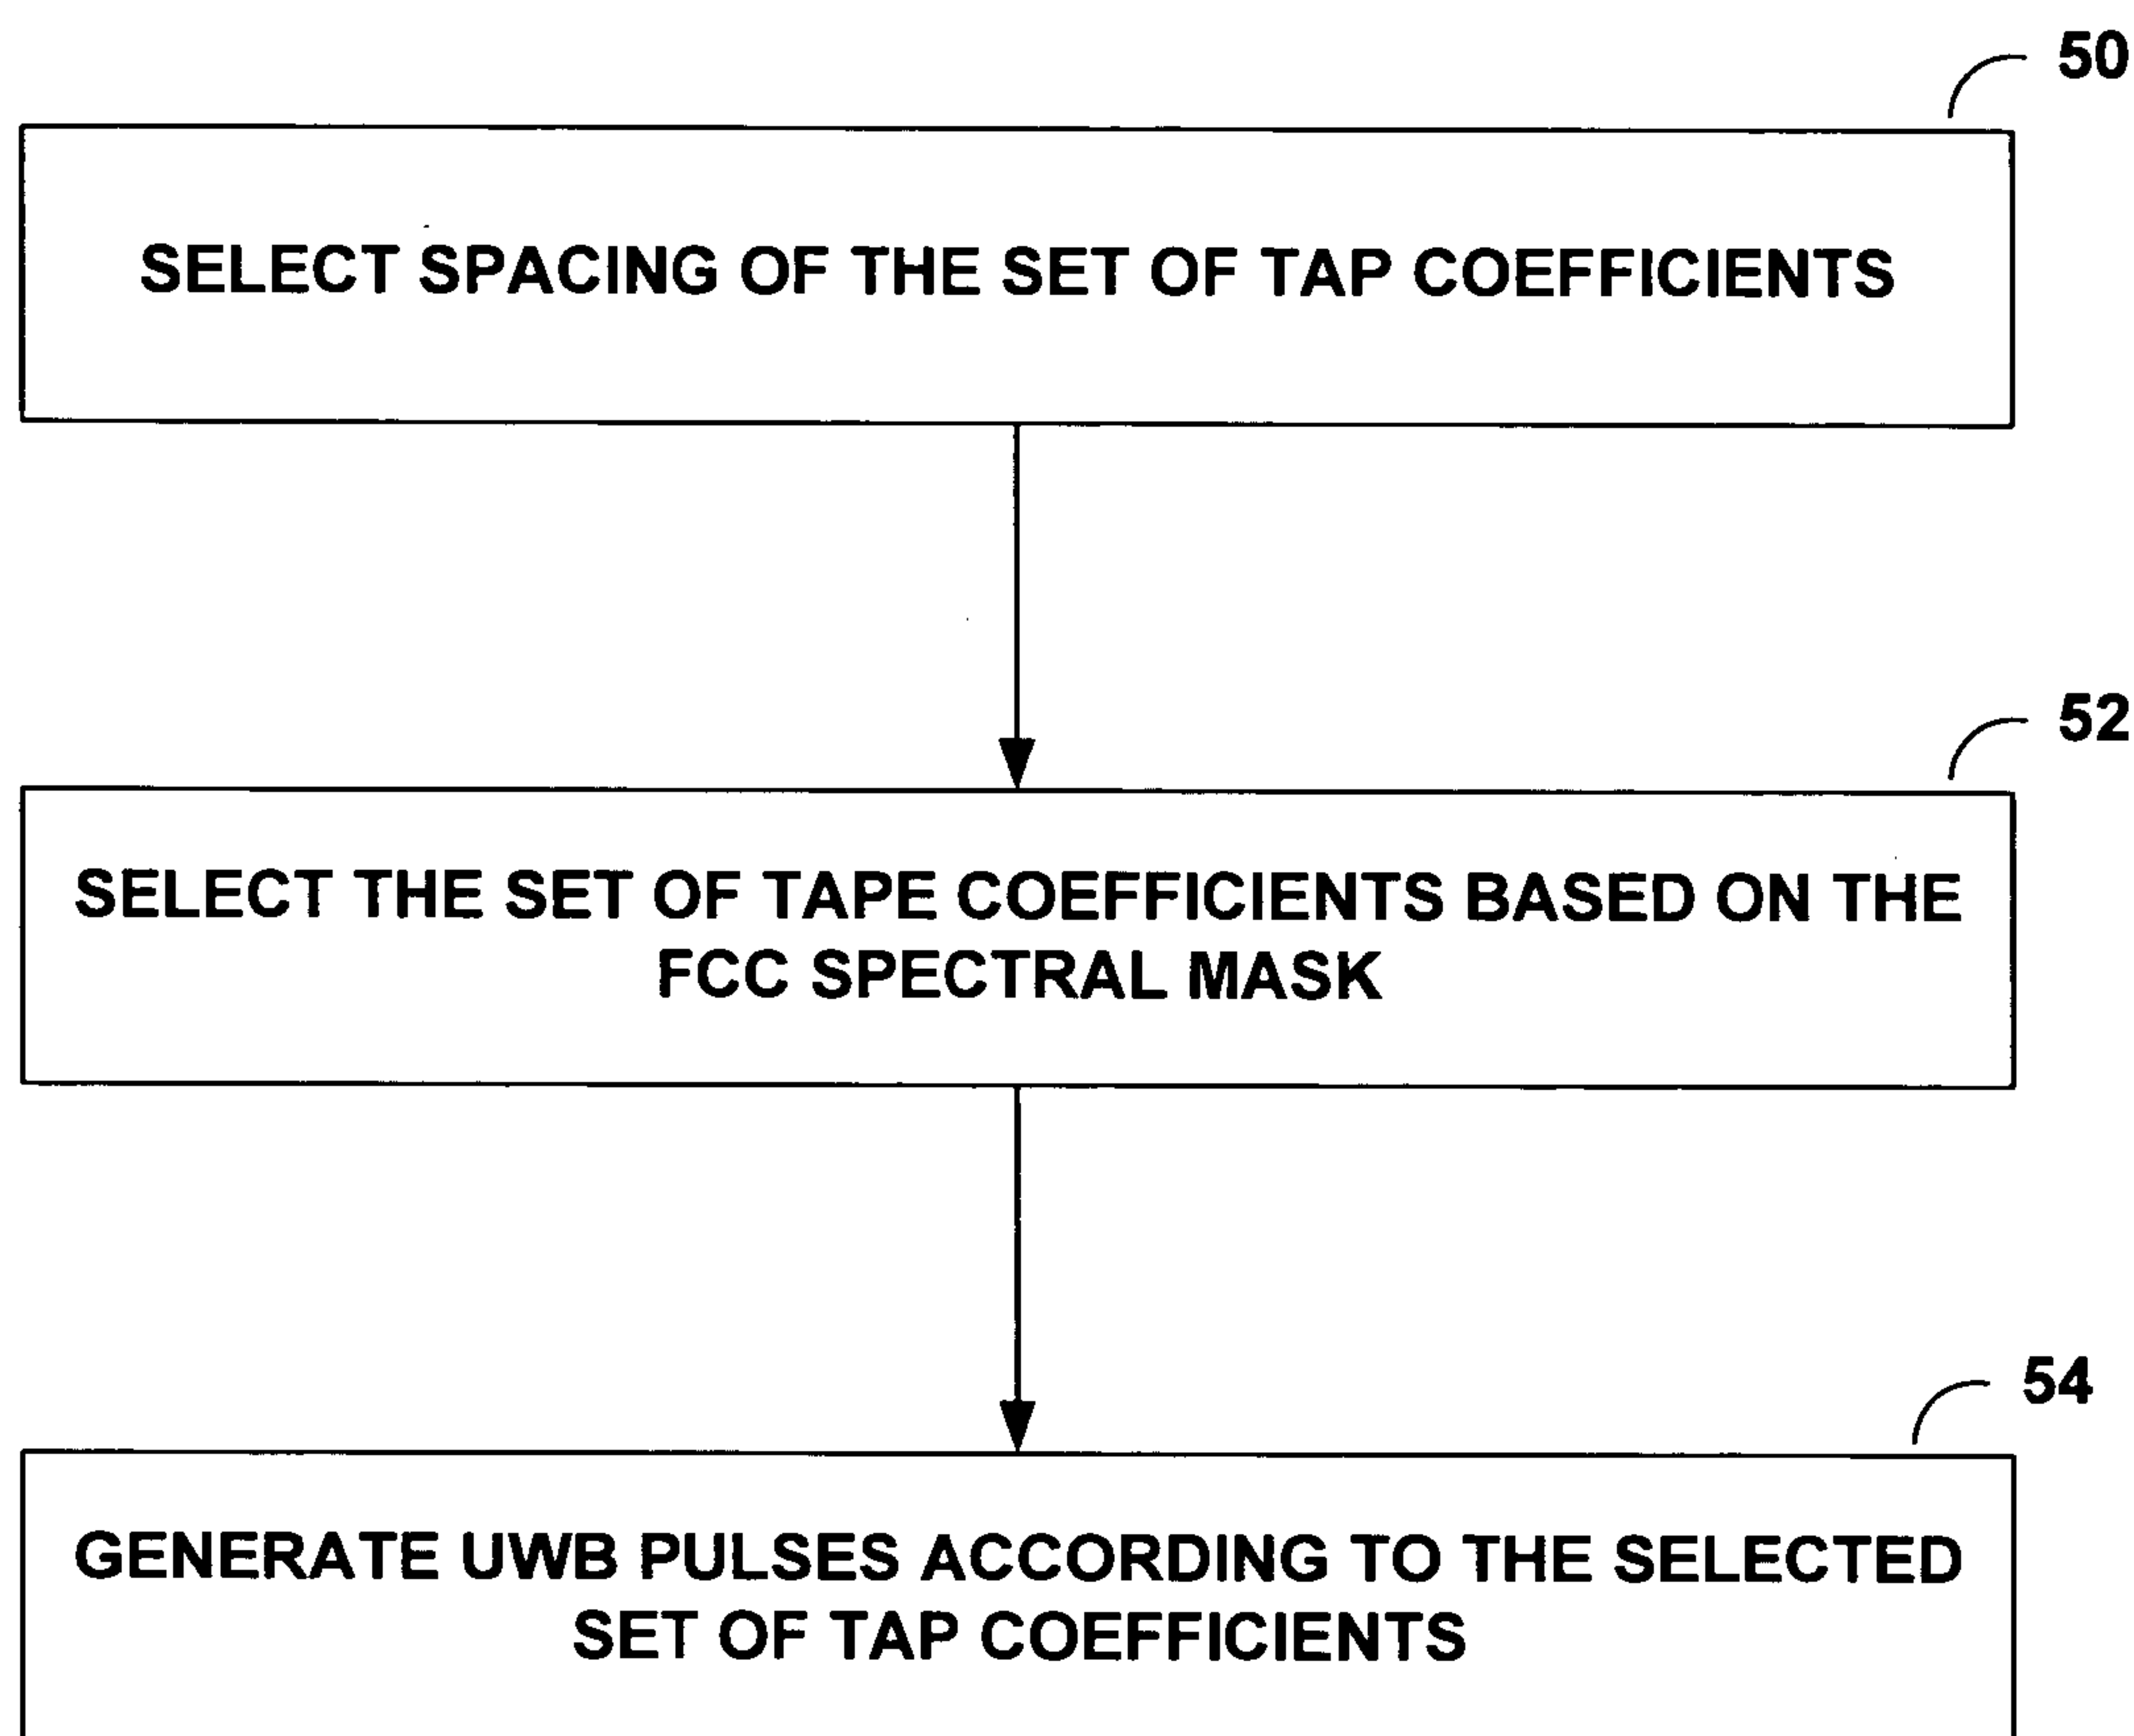 50
SELECT SPACING OF THE SET OF TAP COEFFICIENTS
52
SELECT THE SET OF TAPE COEFFICIENTS BASED ON THE
FCC SPECTRAL MASK
54
GENERATE UWB PULSES ACCORDING TO THE SELECTED
SET OF TAP COEFFICIENTS